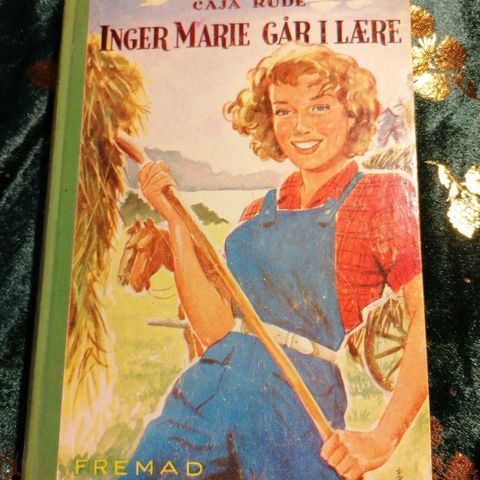 CAJA RUDE
INGER MARIE GÅR I LÆRE
FREMAD